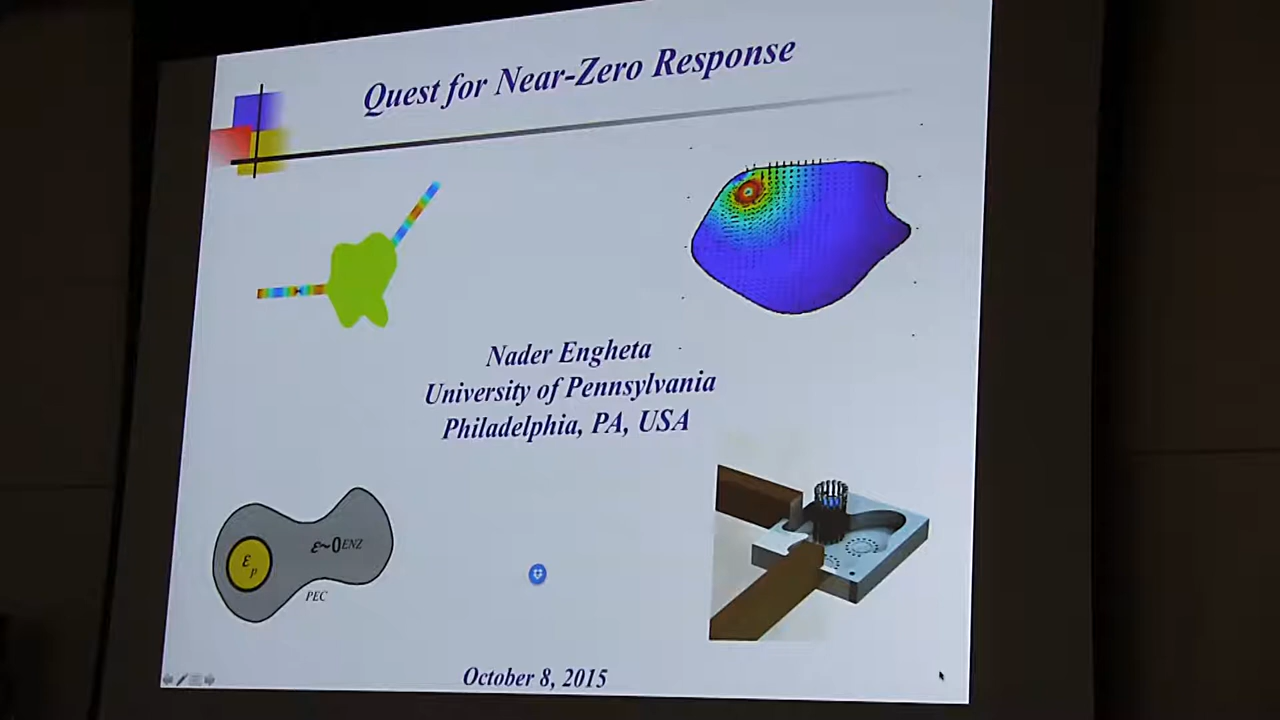 Quest for Near-Zero Response
Nader Engheta
University of Pennsylvania
Philadelphia, PA, USA
ε~0 ENZ
εp
PEC
October 8, 2015